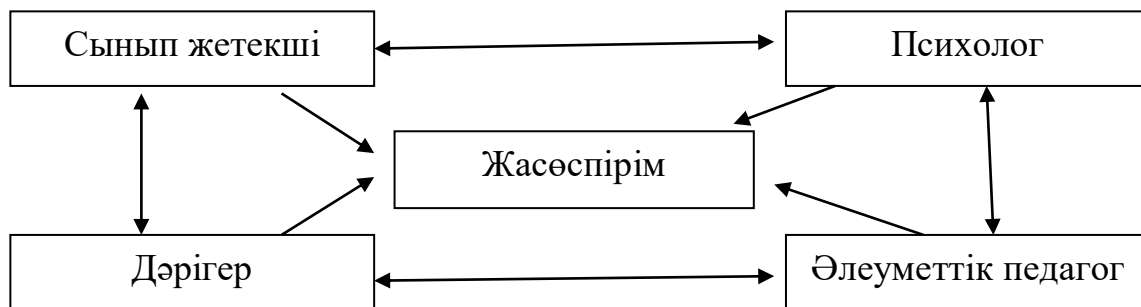 Сынып жетекші
Психолог
Жасөспірім
Дәрігер
Әлеуметтік педагог